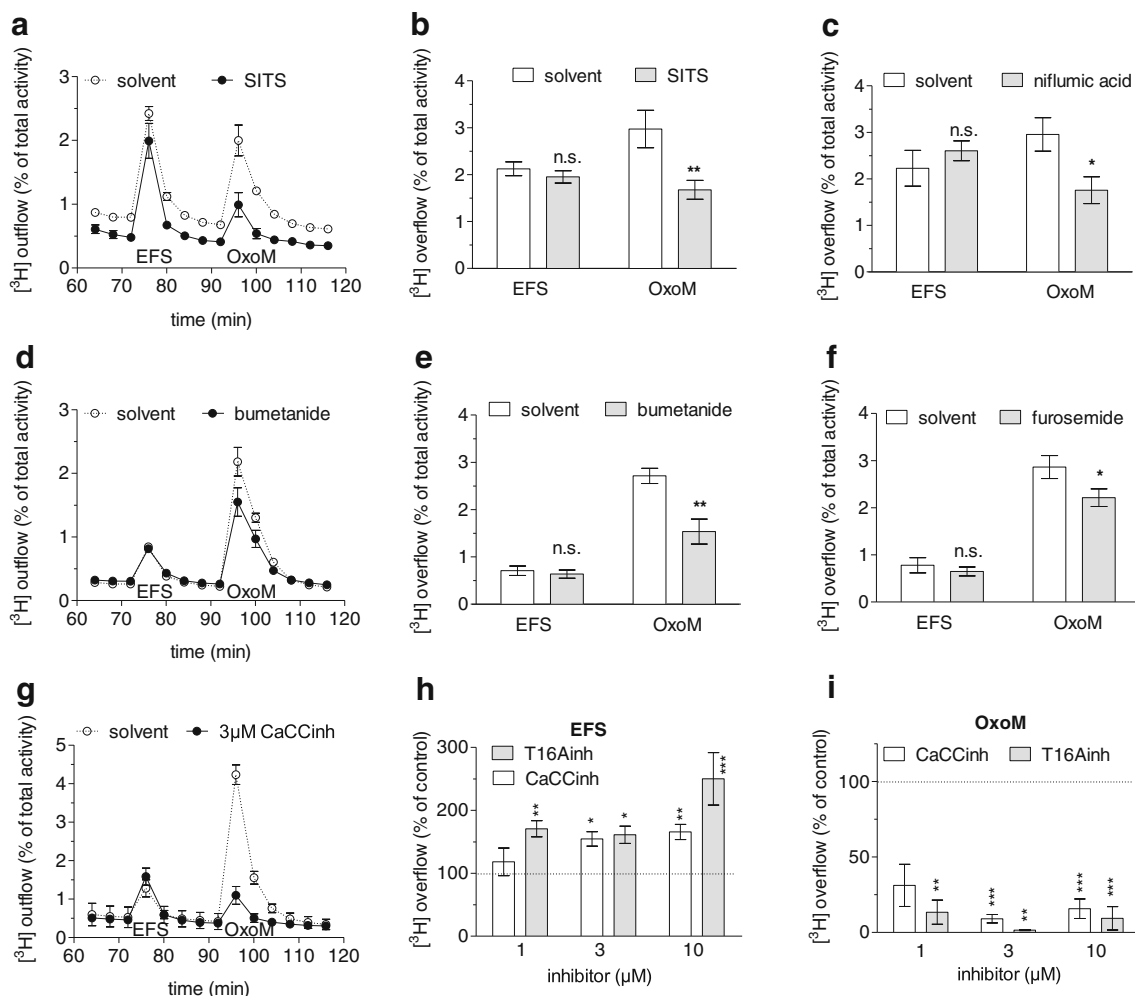 a
solvent SITS
[³H] outflow (% of total activity)
3
2
1
0
EFS OxoM
60 70 80 90 100 110 120
time (min)
b
solvent SITS
[³H] overflow (% of total activity)
4
3
2
1
0
n.s.
**
EFS OxoM
c
solvent niflumic acid
[³H] overflow (% of total activity)
4
3
2
1
0
n.s.
*
EFS OxoM
d
solvent bumetanide
[³H] outflow (% of total activity)
3
2
1
0
EFS OxoM
60 70 80 90 100 110 120
time (min)
e
solvent bumetanide
[³H] overflow (% of total activity)
4
3
2
1
0
n.s.
**
EFS OxoM
f
solvent furosemide
[³H] overflow (% of total activity)
4
3
2
1
0
n.s.
*
EFS OxoM
g
solvent 3µM CaCCinh
[³H] outflow (% of total activity)
5
4
3
2
1
0
EFS OxoM
60 70 80 90 100 110 120
time (min)
h
EFS
T16Ainh
CaCCinh
[³H] overflow (% of control)
300
200
150
100
50
0
**
*
*
**
***
1 3 10
inhibitor (µM)
i
OxoM
CaCCinh T16Ainh
[³H] overflow (% of control)
100
50
25
0
**
***
**
***
***
1 3 10
inhibitor (µM)